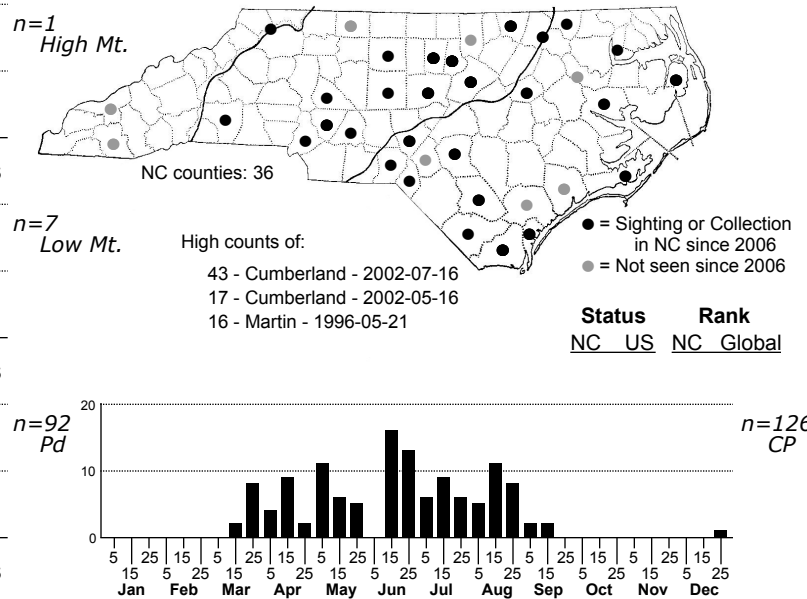 n=1
High Mt.
NC counties: 36
n=7
Low Mt.
High counts of:
43 - Cumberland - 2002-07-16
17 - Cumberland - 2002-05-16
16 - Martin - 1996-05-21
= Sighting or Collection
in NC since 2006
= Not seen since 2006
Status Rank
NC US NC Global
n=92
Pd
n=126
CP
20
10
0
5 25 15 5 25 15 5 25 15 5 25 15 5 25 15 5 25 15
15 5 25 15 5 25 15 5 25 15 5 25 15 5 25 15 5 25
Jan Feb Mar Apr May Jun Jul Aug Sep Oct Nov Dec